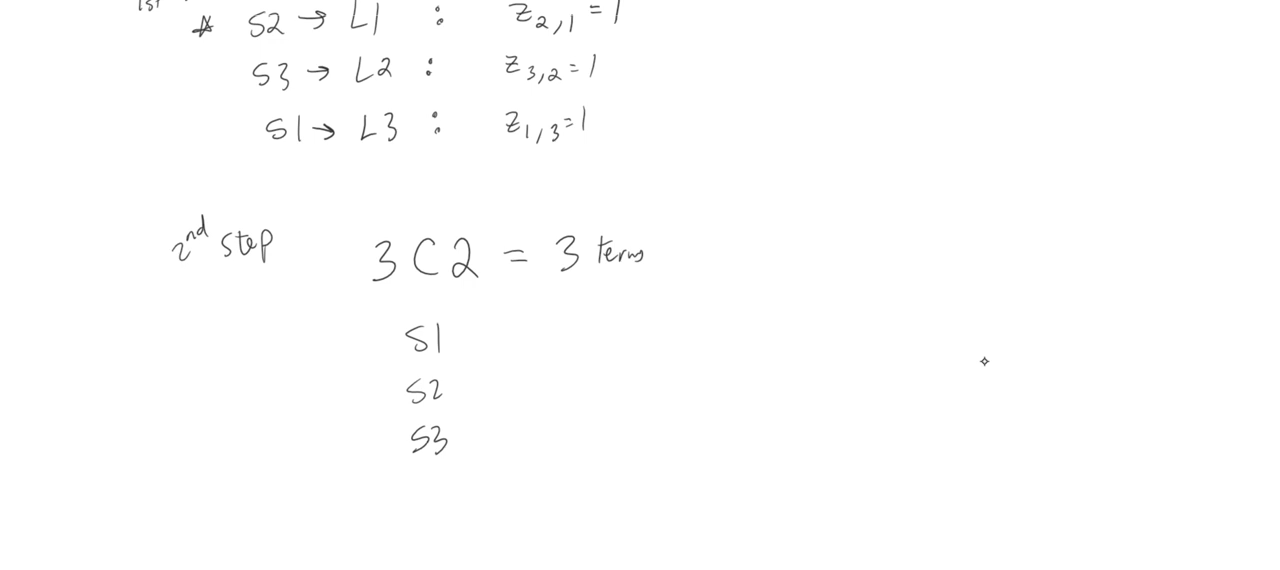 1st
* S2 → L1 : Z2,1 = 1
S3 → L2 : Z3,2 = 1
S1 → L3 : Z1,3 = 1
2nd step 3C2 = 3 terms
S1
S2
S3